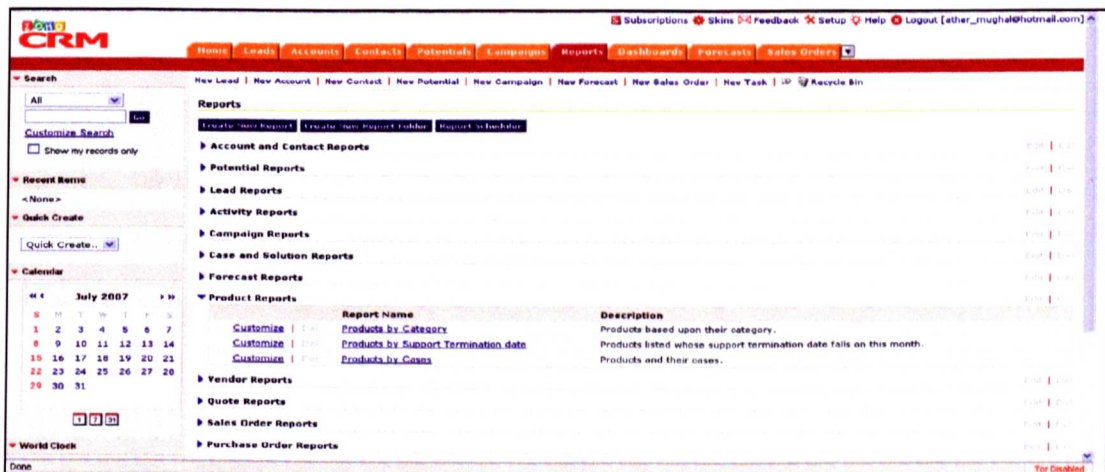 Subscriptions Skins Feedback Setup Help Logout [ather_mughal@hotmail.com]
ZOHO
CRM
Home Leads Accounts Contacts Potentials Campaigns Reports Dashboards Forecasts Sales Orders
Search
All
Go
Customize Search
Show my records only
Recent Items
<None>
Quick Create
Quick Create..
Calendar
July 2007
S M T W T F S
1 2 3 4 5 6 7
8 9 10 11 12 13 14
15 16 17 18 19 20 21
22 23 24 25 26 27 28
29 30 31
1 7 31
World Clock
New Lead | New Account | New Contact | New Potential | New Campaign | New Forecast | New Sales Order | New Task | Recycle Bin
Reports
Create New Report Create New Report Folder Report Scheduler
Account and Contact Reports
Potential Reports
Lead Reports
Activity Reports
Campaign Reports
Case and Solution Reports
Forecast Reports
Product Reports
Report Name Description
Customize | Products by Category Products based upon their category.
Customize | Products by Support Termination date Products listed whose support termination date falls on this month.
Customize | Products by Cases Products and their cases.
Vendor Reports
Quote Reports
Sales Order Reports
Purchase Order Reports
Done Tor Disabled